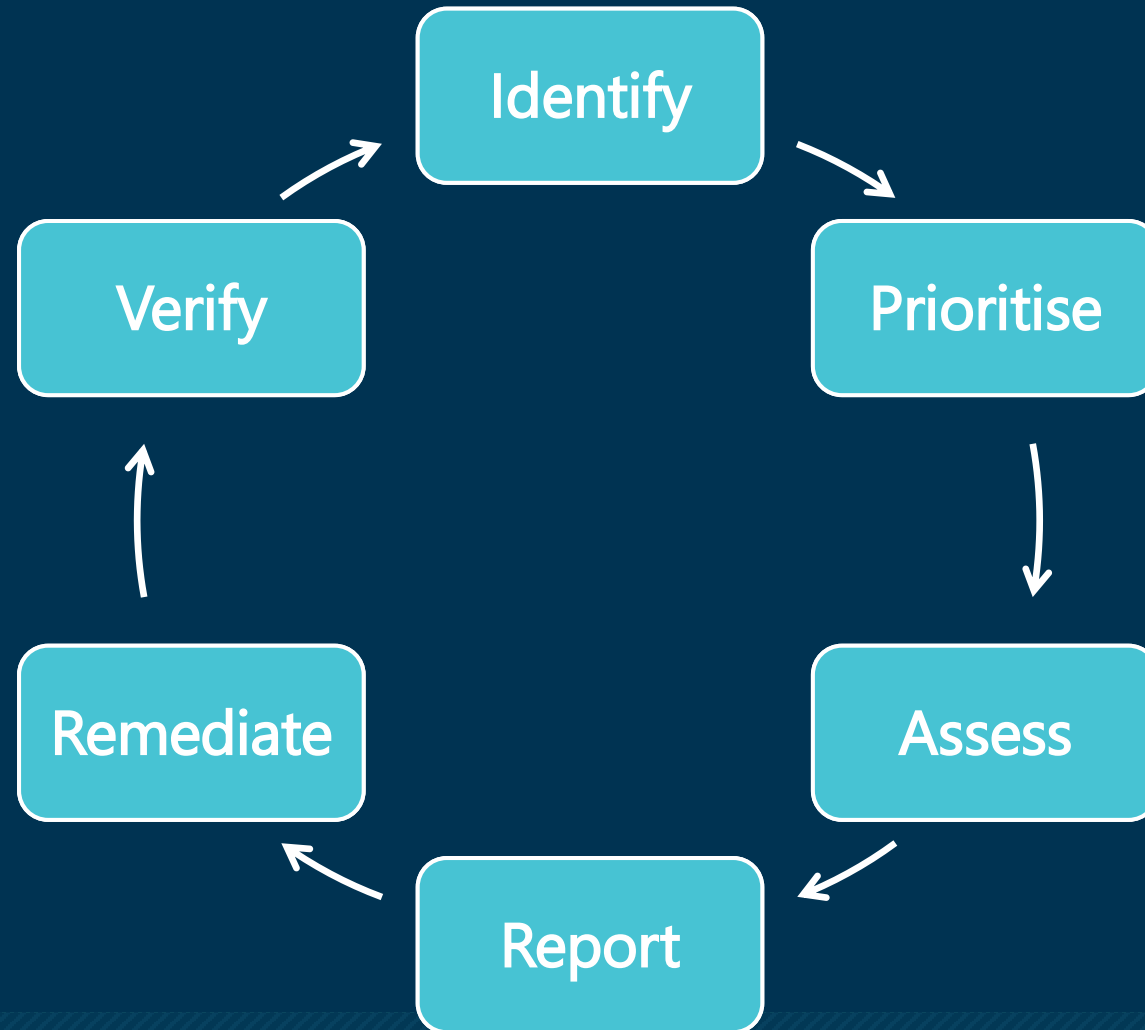 Identify
Prioritise
Assess
Report
Remediate
Verify